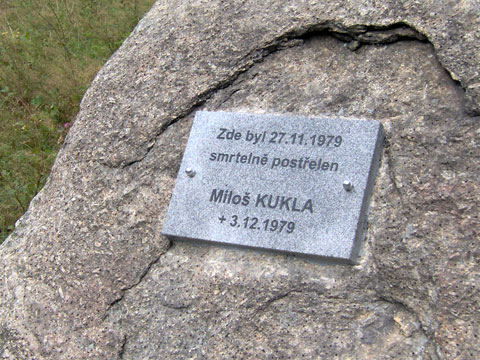 Zde byl 27.11.1979
smrtelně postřelen
Miloš KUKLA
+ 3.12.1979